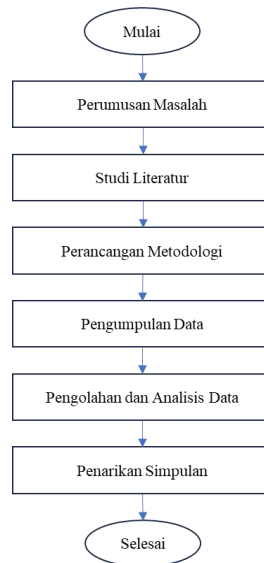 Mulai
Perumusan Masalah
Studi Literatur
Perancangan Metodologi
Pengumpulan Data
Pengolahan dan Analisis Data
Penarikan Simpulan
Selesai